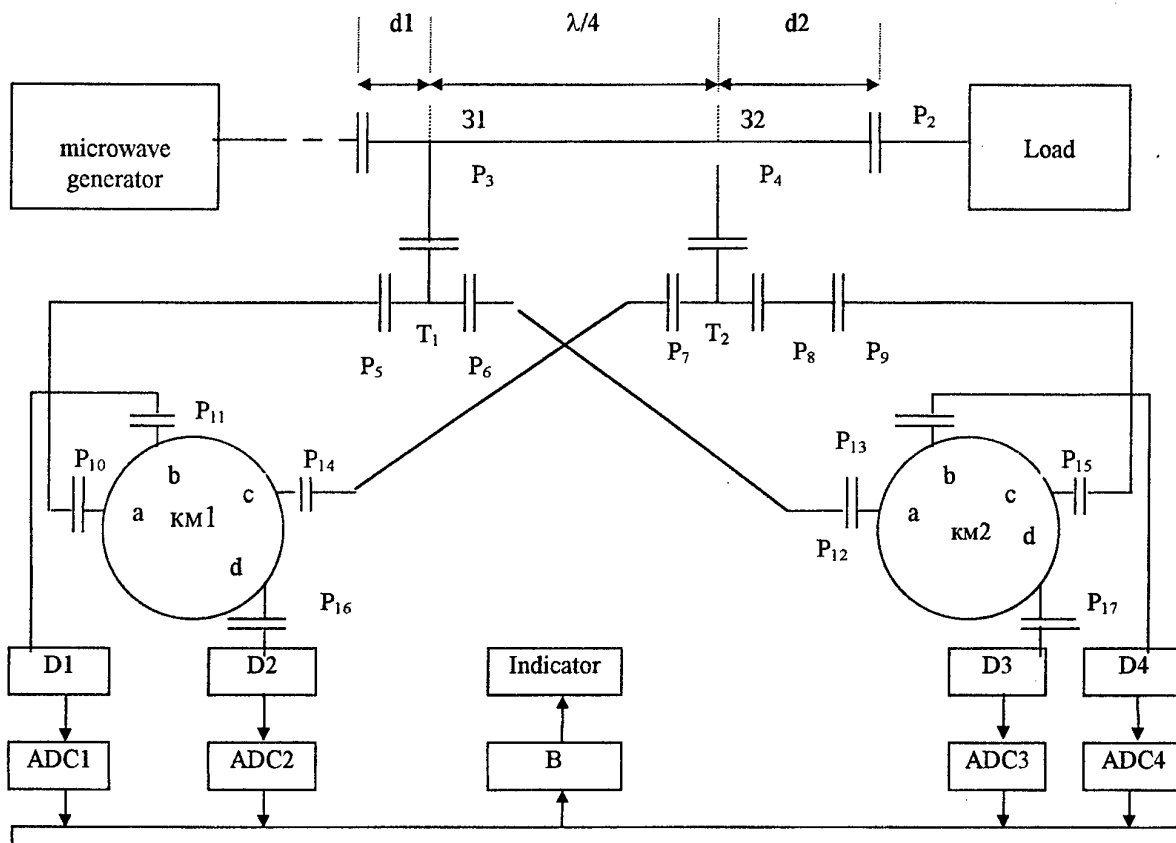 d1 λ/4 d2
31 32 P2
microwave
generator
Load
P3 P4
T1 T2
P5 P6 P7 P8 P9
P11
P10 P14 P13 P15
b b
a c a c
км1 км2
d d
P12
P16 P17
D1 D2 Indicator D3 D4
ADC1 ADC2 B ADC3 ADC4